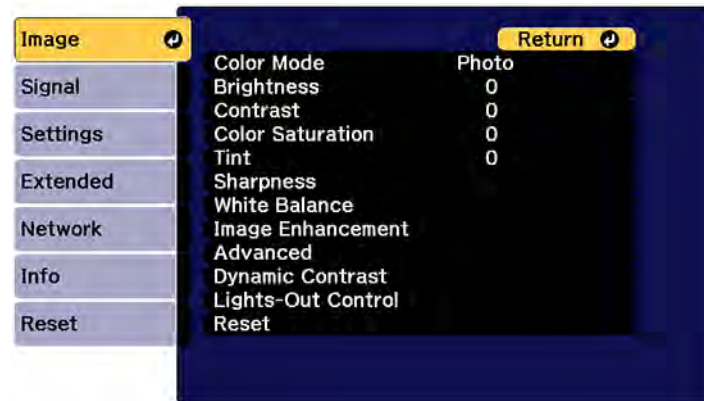 Image
Signal
Settings
Extended
Network
Info
Reset
Return
Color Mode Photo
Brightness 0
Contrast 0
Color Saturation 0
Tint 0
Sharpness
White Balance
Image Enhancement
Advanced
Dynamic Contrast
Lights-Out Control
Reset